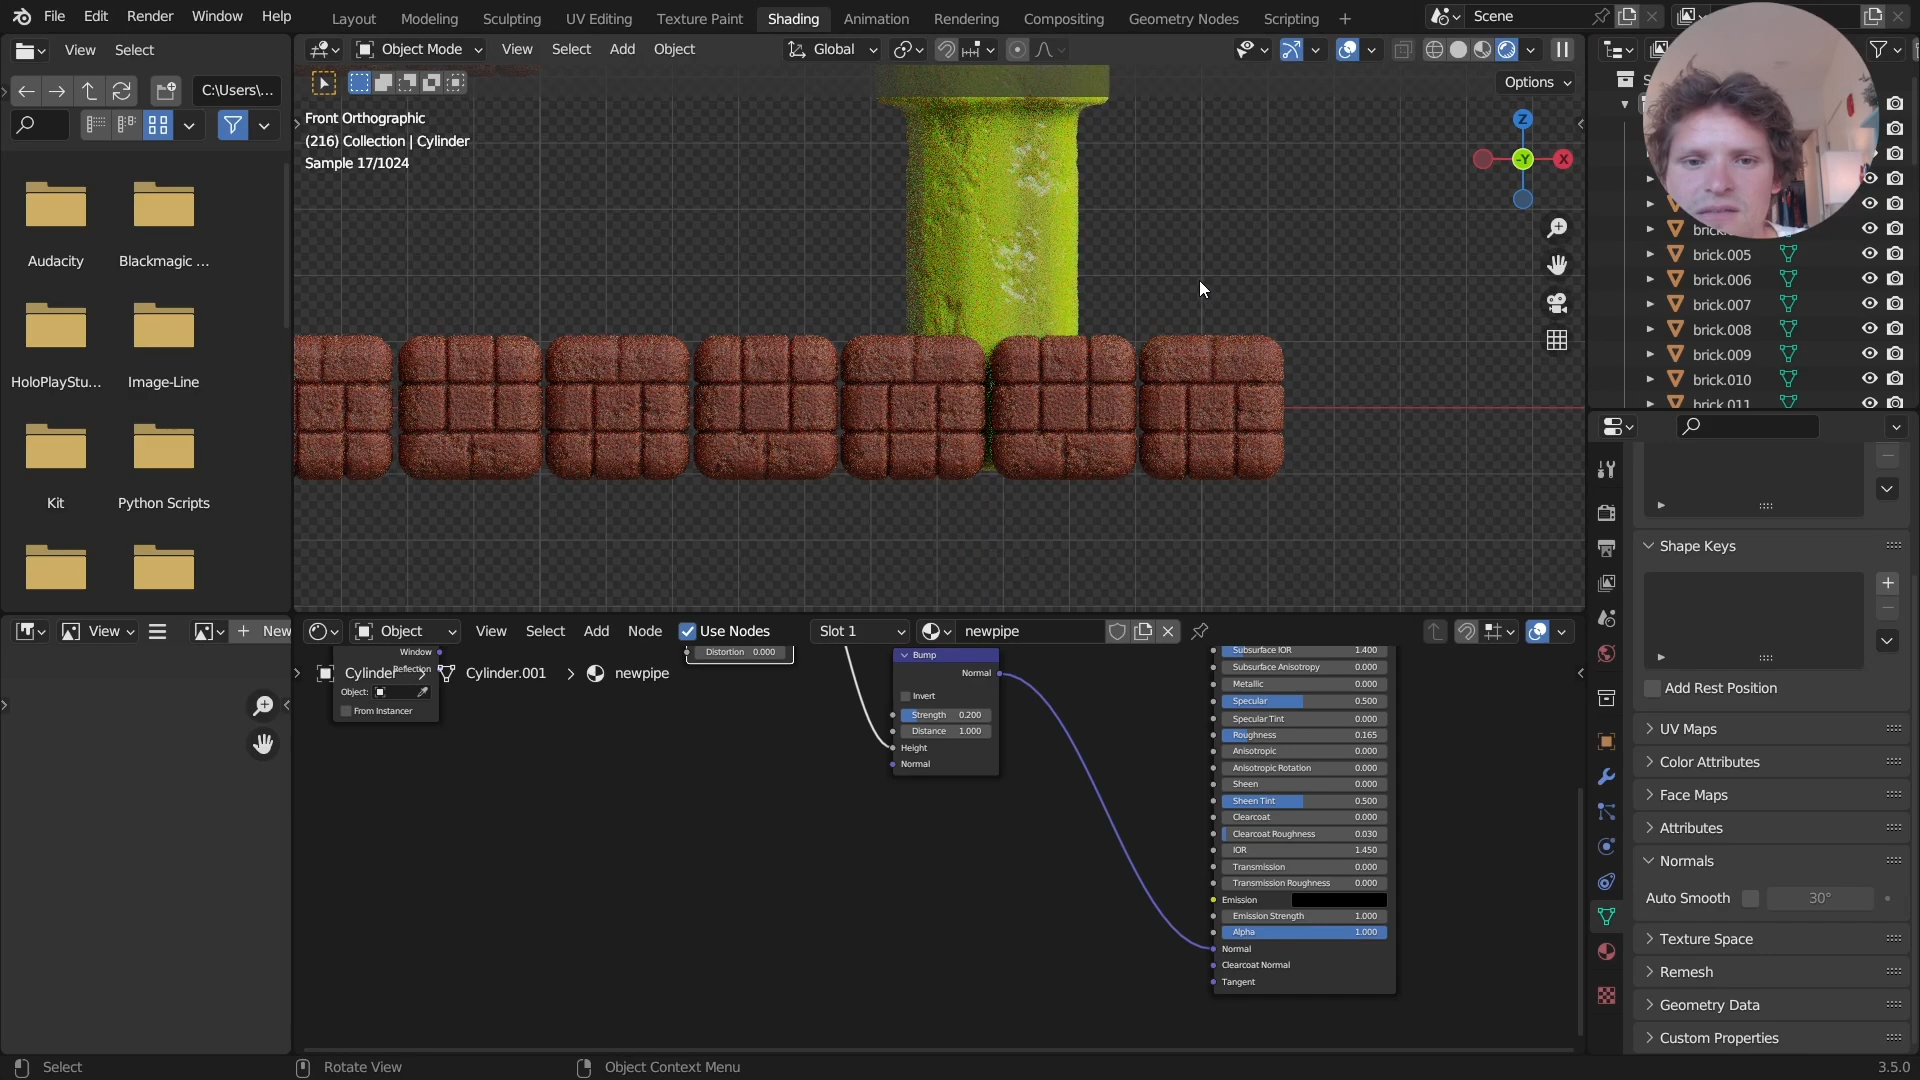 File Edit Render Window Help
Layout Modeling Sculpting UV Editing Texture Paint Shading Animation Rendering Compositing Geometry Nodes Scripting
Scene
View Select
Object Mode View Select Add Object Global
Options
C:\Users\...
Front Orthographic
(216) Collection | Cylinder
Sample 17/1024
Z
-Y
X
Audacity Blackmagic ...
HoloPlayStu... Image-Line
Kit Python Scripts
brick.005
brick.006
brick.007
brick.008
brick.009
brick.010
brick.011
Shape Keys
Add Rest Position
UV Maps
Color Attributes
Face Maps
Attributes
Normals
Auto Smooth 30°
Texture Space
Remesh
Geometry Data
Custom Properties
View New
Object View Select Add Node Use Nodes Slot 1 newpipe
Window
Reflection
Object:
From Instancer
Cylinder Cylinder.001 newpipe
Distortion 0.000
Bump
Normal
Invert
Strength 0.200
Distance 1.000
Height
Normal
Subsurface IOR 1.400
Subsurface Anisotropy 0.000
Metallic 0.000
Specular 0.500
Specular Tint 0.000
Roughness 0.165
Anisotropic 0.000
Anisotropic Rotation 0.000
Sheen 0.000
Sheen Tint 0.500
Clearcoat 0.000
Clearcoat Roughness 0.030
IOR 1.450
Transmission 0.000
Transmission Roughness 0.000
Emission
Emission Strength 1.000
Alpha 1.000
Normal
Clearcoat Normal
Tangent
Select Rotate View Object Context Menu 3.5.0